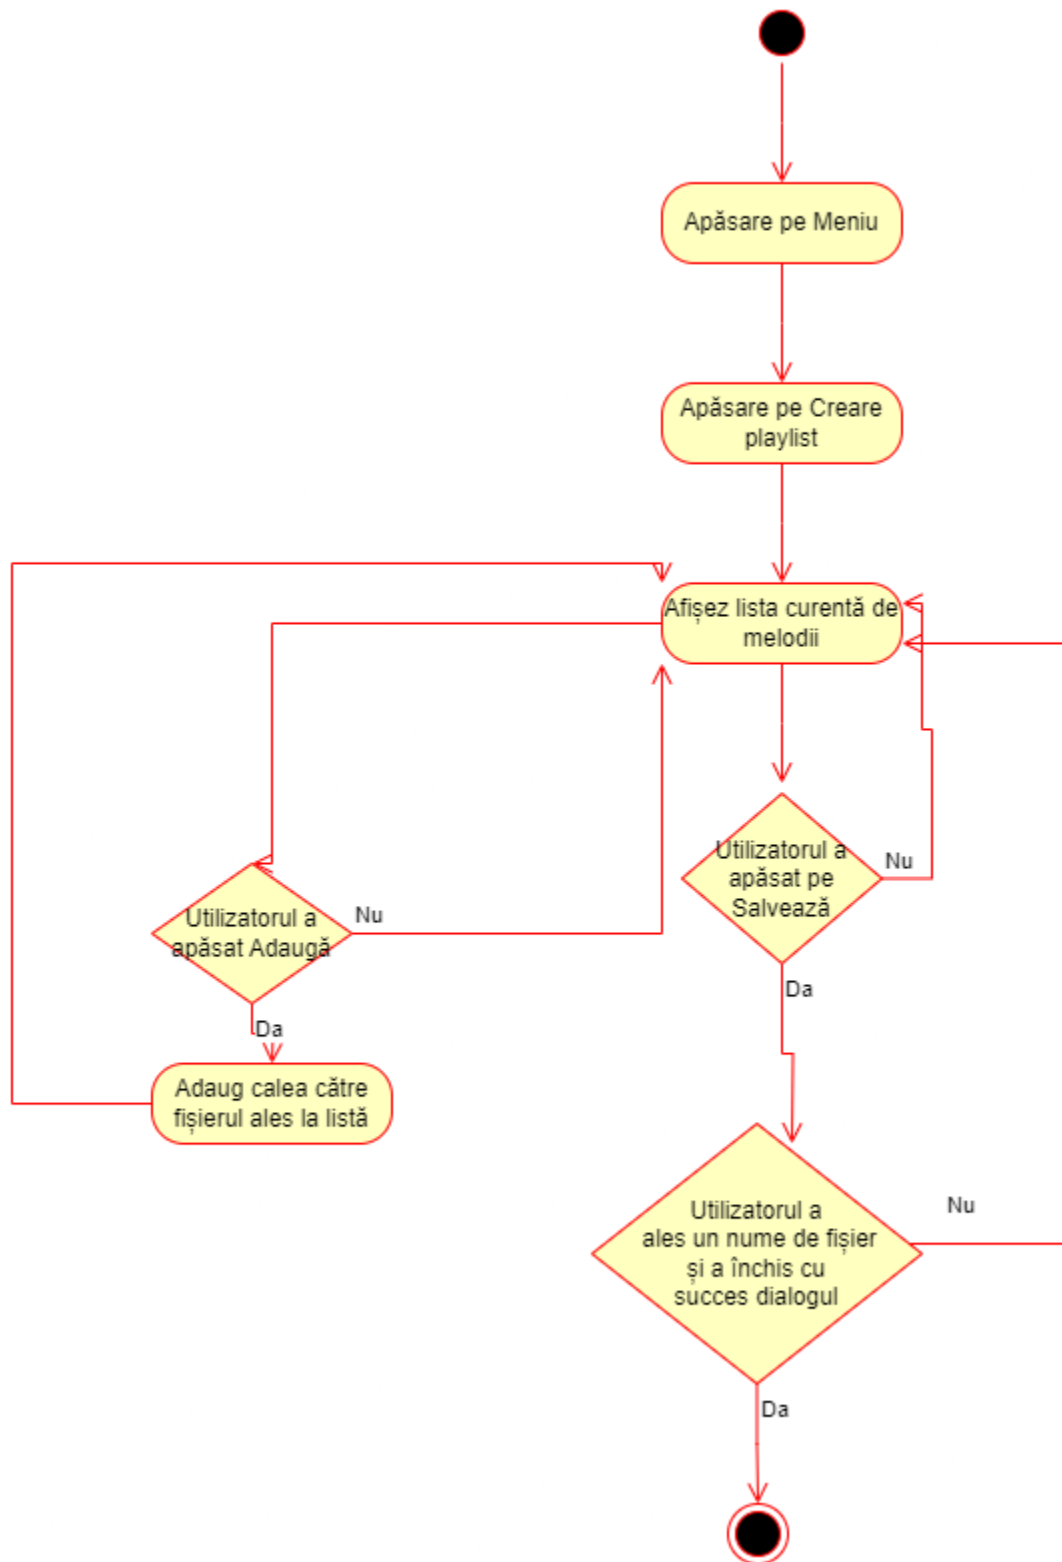 Apăsare pe Meniu
Apăsare pe Creare
playlist
Afișez lista curentă de
melodii
Utilizatorul a
apăsat pe
Salvează
Nu
Da
Utilizatorul a
apăsat Adaugă
Nu
Da
Adaug calea către
fișierul ales la listă
Utilizatorul a
ales un nume de fișier
și a închis cu
succes dialogul
Nu
Da